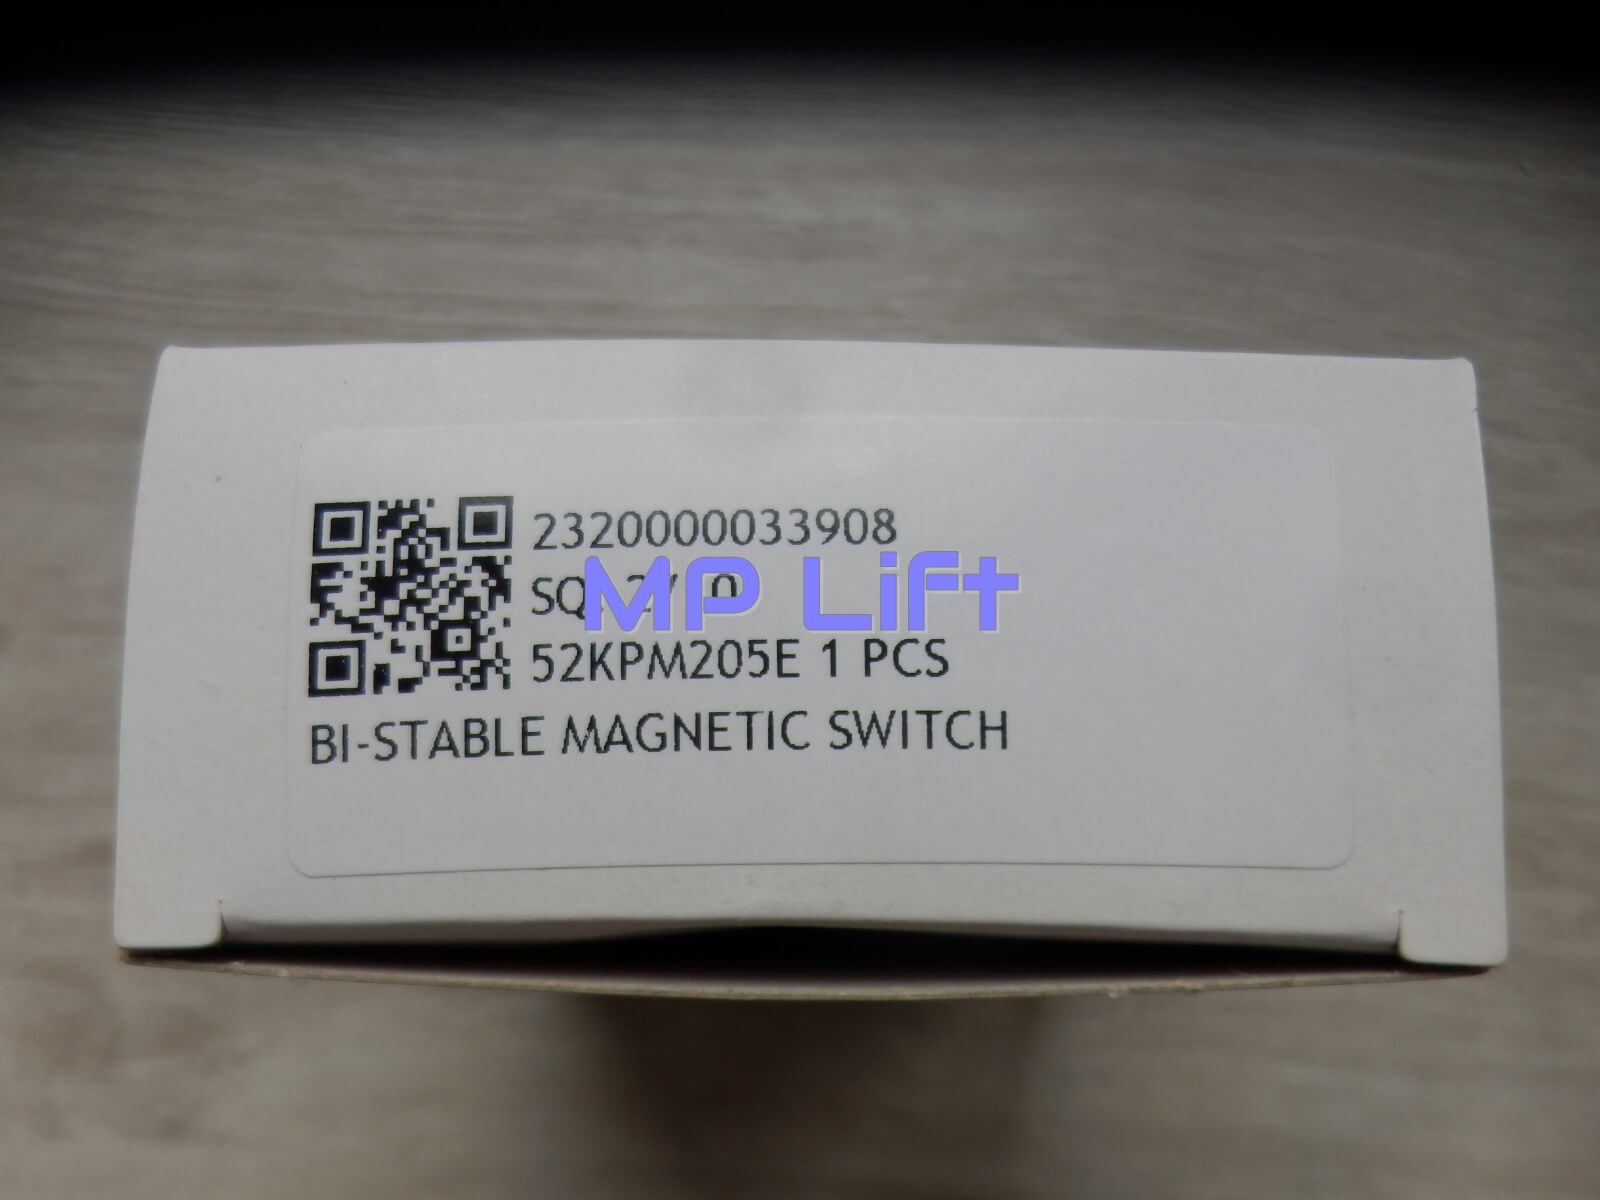 2320000033908
MP Lift
52KPM205E 1 PCS
BI-STABLE MAGNETIC SWITCH